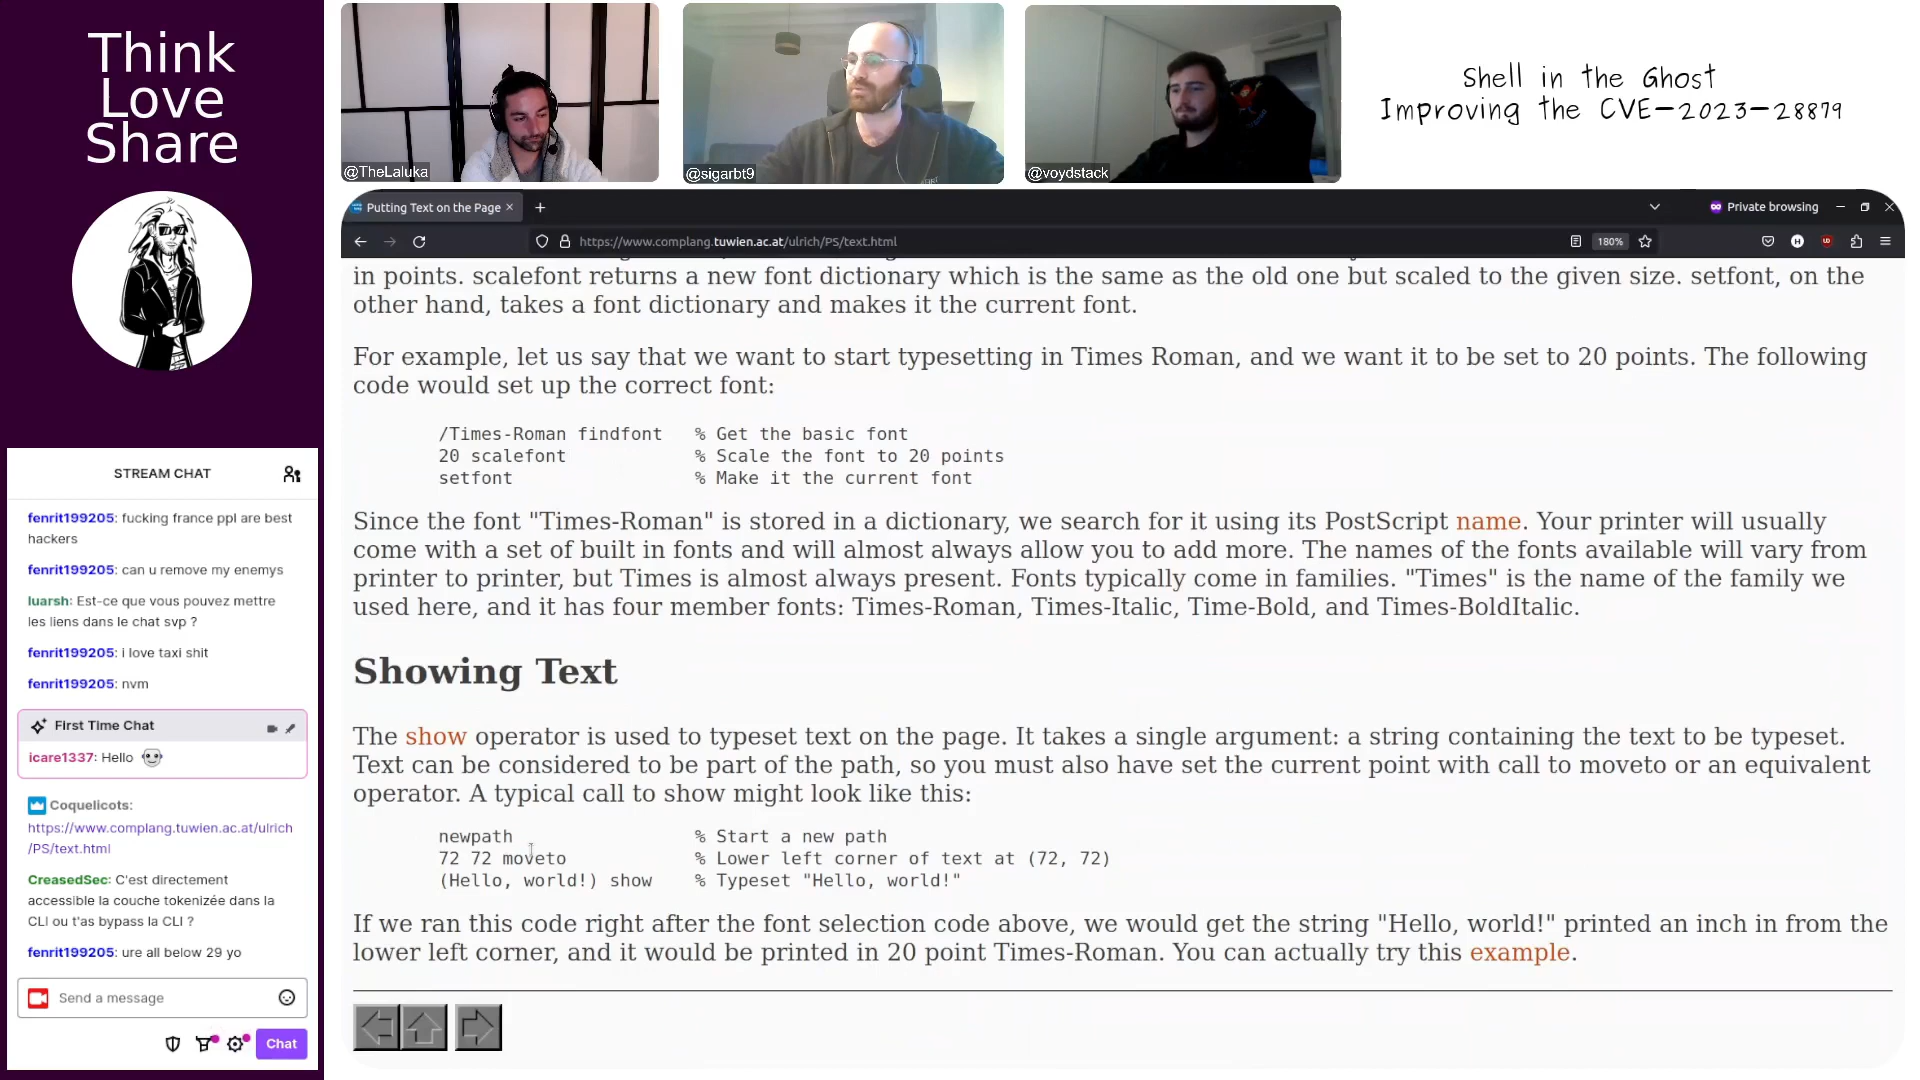 Think
Love
Share
@TheLaluka
@sigarbt9
@voydstack
Shell in the Ghost
Improving the CVE-2023-28879
Putting Text on the Page
Private browsing
https://www.complang.tuwien.ac.at/ulrich/PS/text.html
180%
in points. scalefont returns a new font dictionary which is the same as the old one but scaled to the given size. setfont, on the
other hand, takes a font dictionary and makes it the current font.
For example, let us say that we want to start typesetting in Times Roman, and we want it to be set to 20 points. The following
code would set up the correct font:
/Times-Roman findfont % Get the basic font
20 scalefont % Scale the font to 20 points
setfont % Make it the current font
Since the font "Times-Roman" is stored in a dictionary, we search for it using its PostScript name. Your printer will usually
come with a set of built in fonts and will almost always allow you to add more. The names of the fonts available will vary from
printer to printer, but Times is almost always present. Fonts typically come in families. "Times" is the name of the family we
used here, and it has four member fonts: Times-Roman, Times-Italic, Time-Bold, and Times-BoldItalic.
Showing Text
The show operator is used to typeset text on the page. It takes a single argument: a string containing the text to be typeset.
Text can be considered to be part of the path, so you must also have set the current point with call to moveto or an equivalent
operator. A typical call to show might look like this:
newpath % Start a new path
72 72 moveto % Lower left corner of text at (72, 72)
(Hello, world!) show % Typeset "Hello, world!"
If we ran this code right after the font selection code above, we would get the string "Hello, world!" printed an inch in from the
lower left corner, and it would be printed in 20 point Times-Roman. You can actually try this example.
STREAM CHAT
fenrit199205: fucking france ppl are best
hackers
fenrit199205: can u remove my enemys
luarsh: Est-ce que vous pouvez mettre
les liens dans le chat svp ?
fenrit199205: i love taxi shit
fenrit199205: nvm
First Time Chat
icare1337: Hello
Coquelicots:
https://www.complang.tuwien.ac.at/ulrich
/PS/text.html
CreasedSec: C'est directement
accessible la couche tokenizée dans la
CLI ou t'as bypass la CLI ?
fenrit199205: ure all below 29 yo
Send a message
Chat